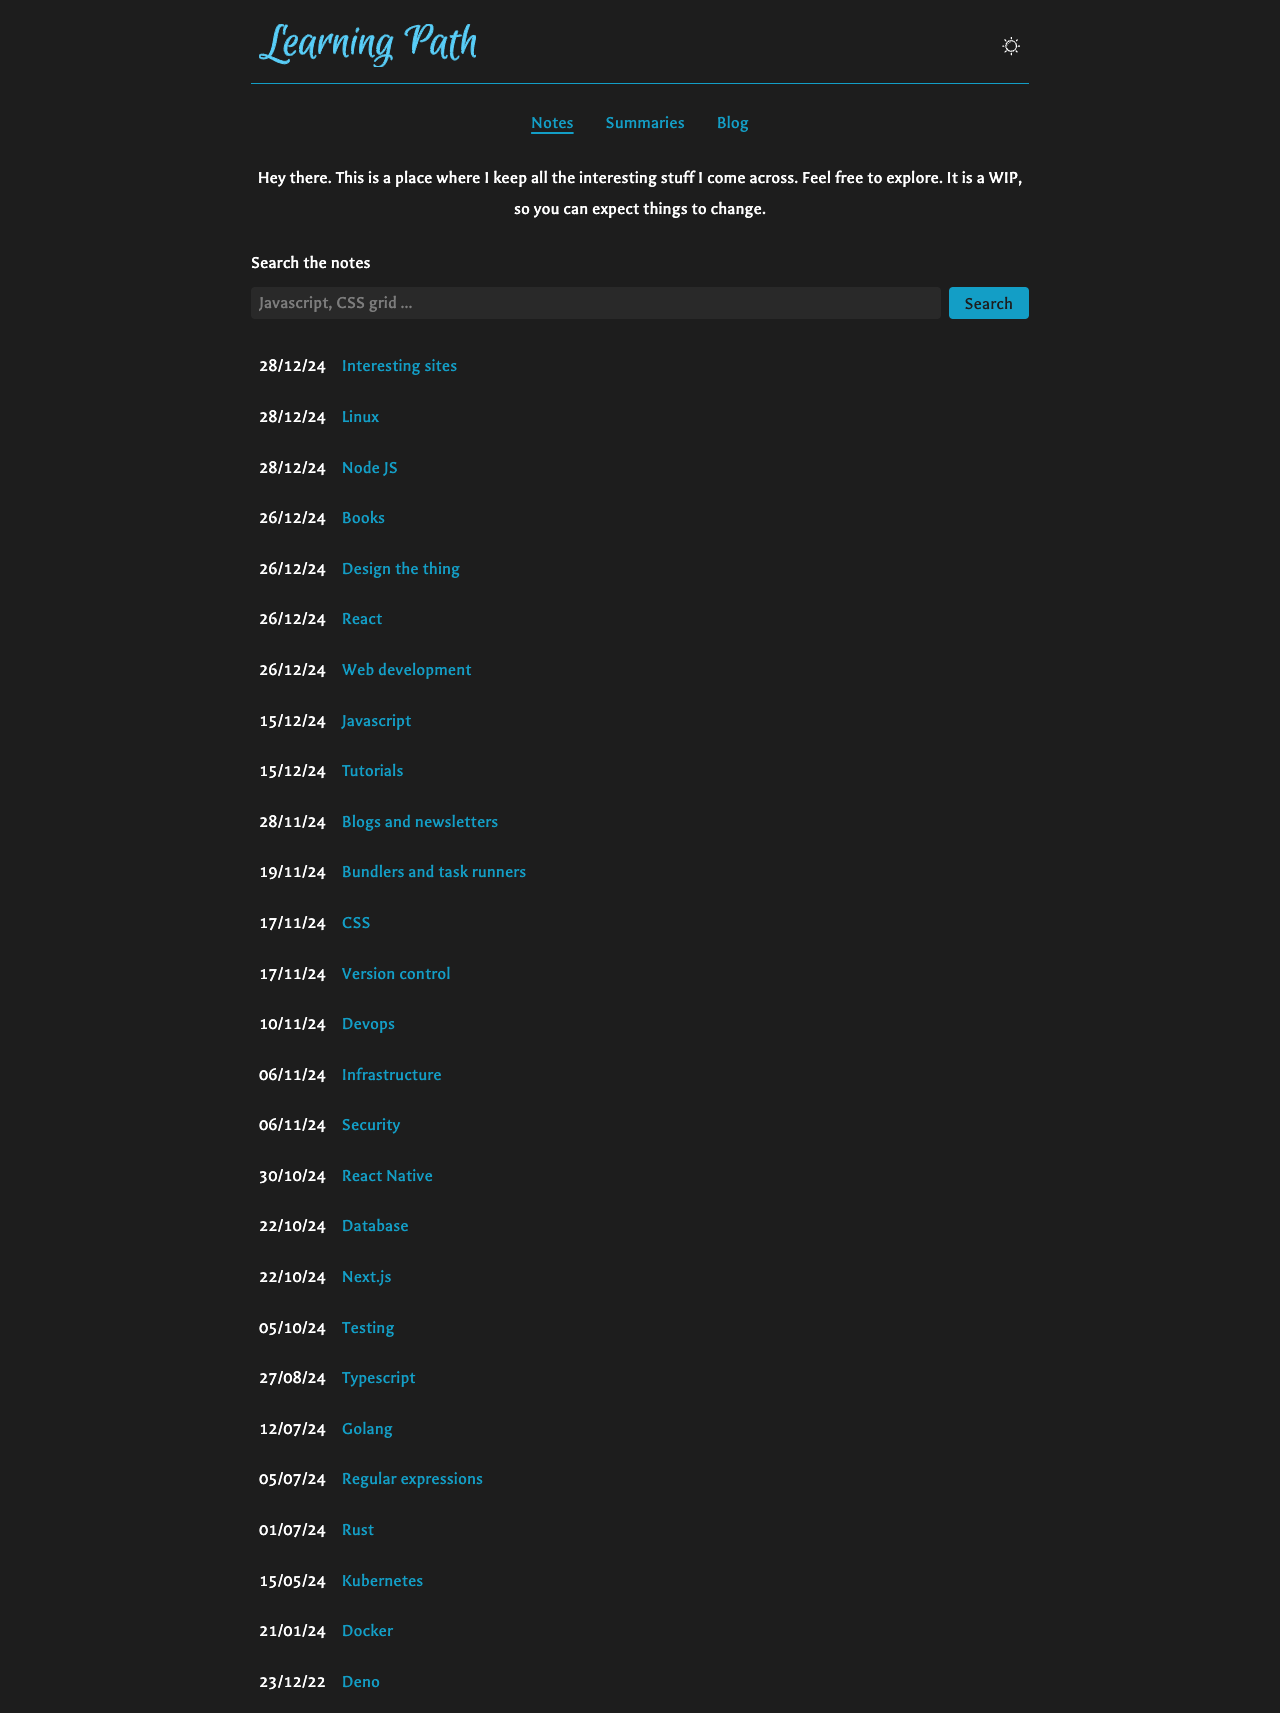 Learning Path
Notes Summaries Blog
Hey there. This is a place where I keep all the interesting stuff I come across. Feel free to explore. It is a WIP,
so you can expect things to change.
Search the notes
Javascript, CSS grid ...
Search
28/12/24 Interesting sites
28/12/24 Linux
28/12/24 Node JS
26/12/24 Books
26/12/24 Design the thing
26/12/24 React
26/12/24 Web development
15/12/24 Javascript
15/12/24 Tutorials
28/11/24 Blogs and newsletters
19/11/24 Bundlers and task runners
17/11/24 CSS
17/11/24 Version control
10/11/24 Devops
06/11/24 Infrastructure
06/11/24 Security
30/10/24 React Native
22/10/24 Database
22/10/24 Next.js
05/10/24 Testing
27/08/24 Typescript
12/07/24 Golang
05/07/24 Regular expressions
01/07/24 Rust
15/05/24 Kubernetes
21/01/24 Docker
23/12/22 Deno